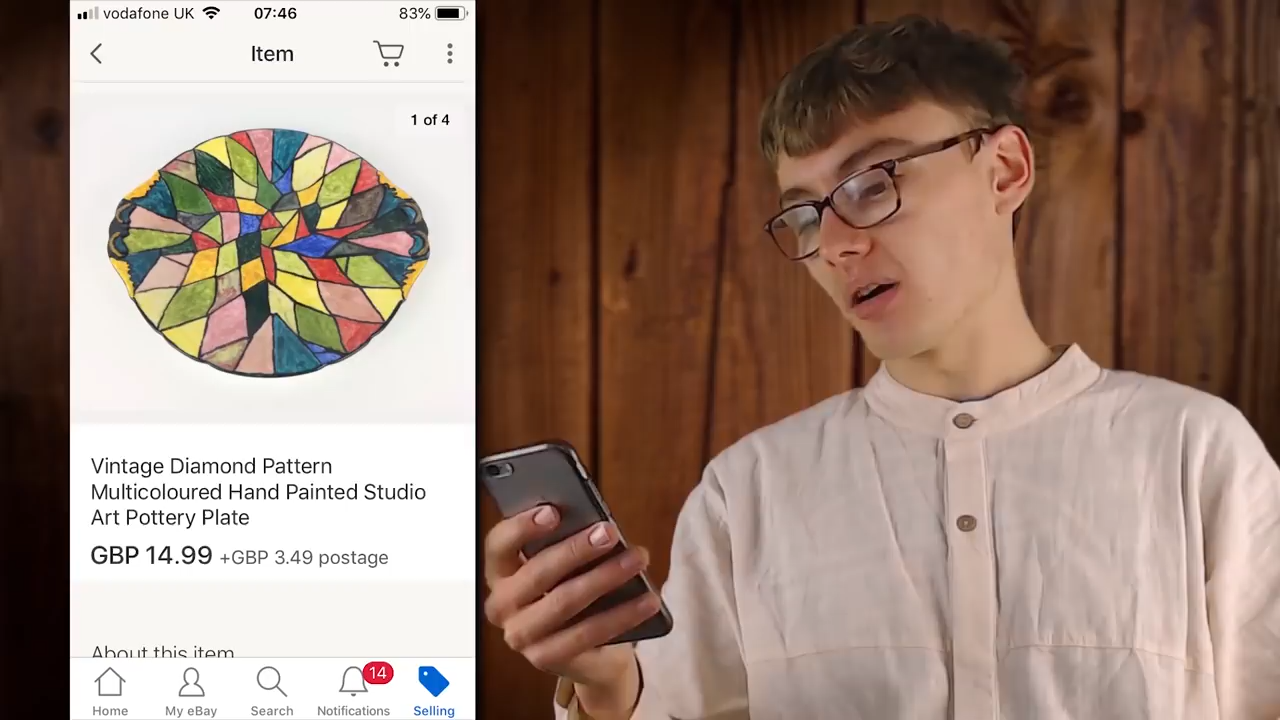 vodafone UK 07:46 83%
Item
1 of 4
Vintage Diamond Pattern
Multicoloured Hand Painted Studio
Art Pottery Plate
GBP 14.99 +GBP 3.49 postage
About this item
14
Home My eBay Search Notifications Selling